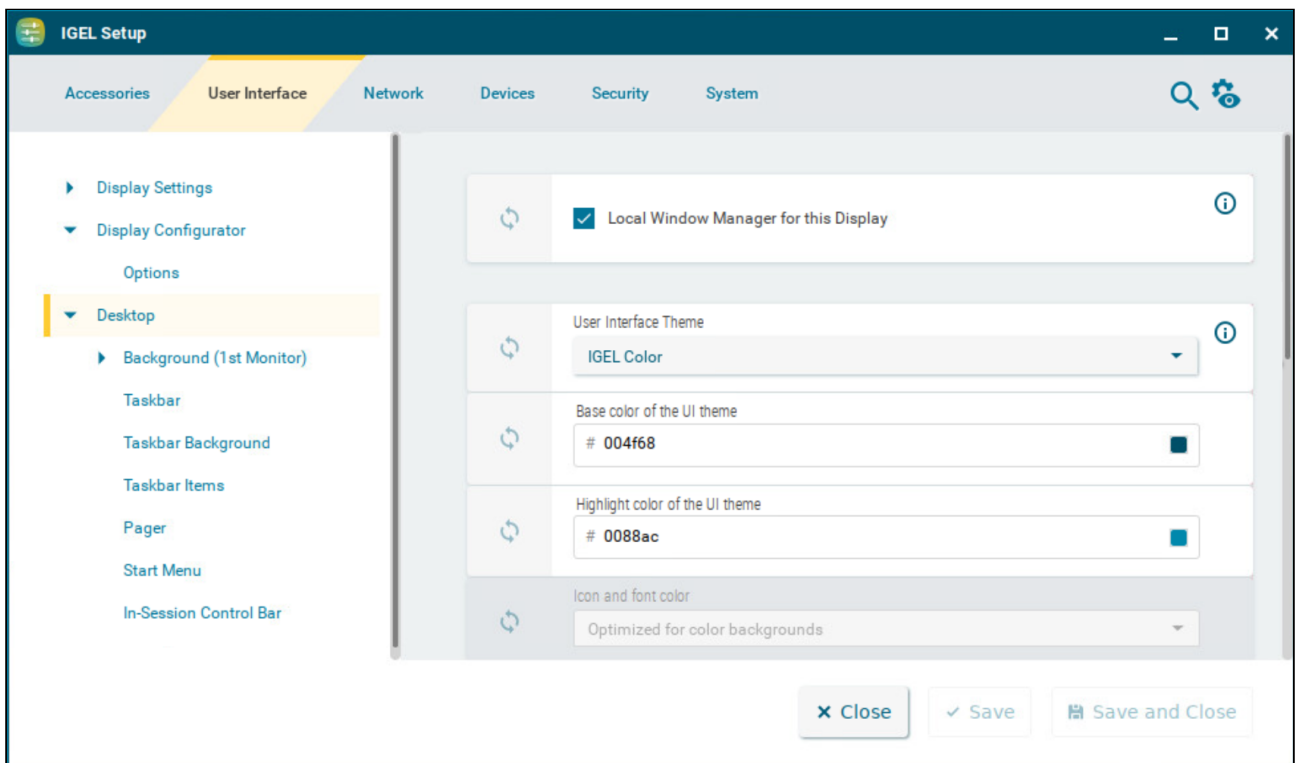 IGEL Setup
Accessories
User Interface
Network
Devices
Security
System
Display Settings
Display Configurator
Options
Desktop
Background (1st Monitor)
Taskbar
Taskbar Background
Taskbar Items
Pager
Start Menu
In-Session Control Bar
Local Window Manager for this Display
User Interface Theme
IGEL Color
Base color of the UI theme
# 004f68
Highlight color of the UI theme
# 0088ac
Icon and font color
Optimized for color backgrounds
Close
Save
Save and Close